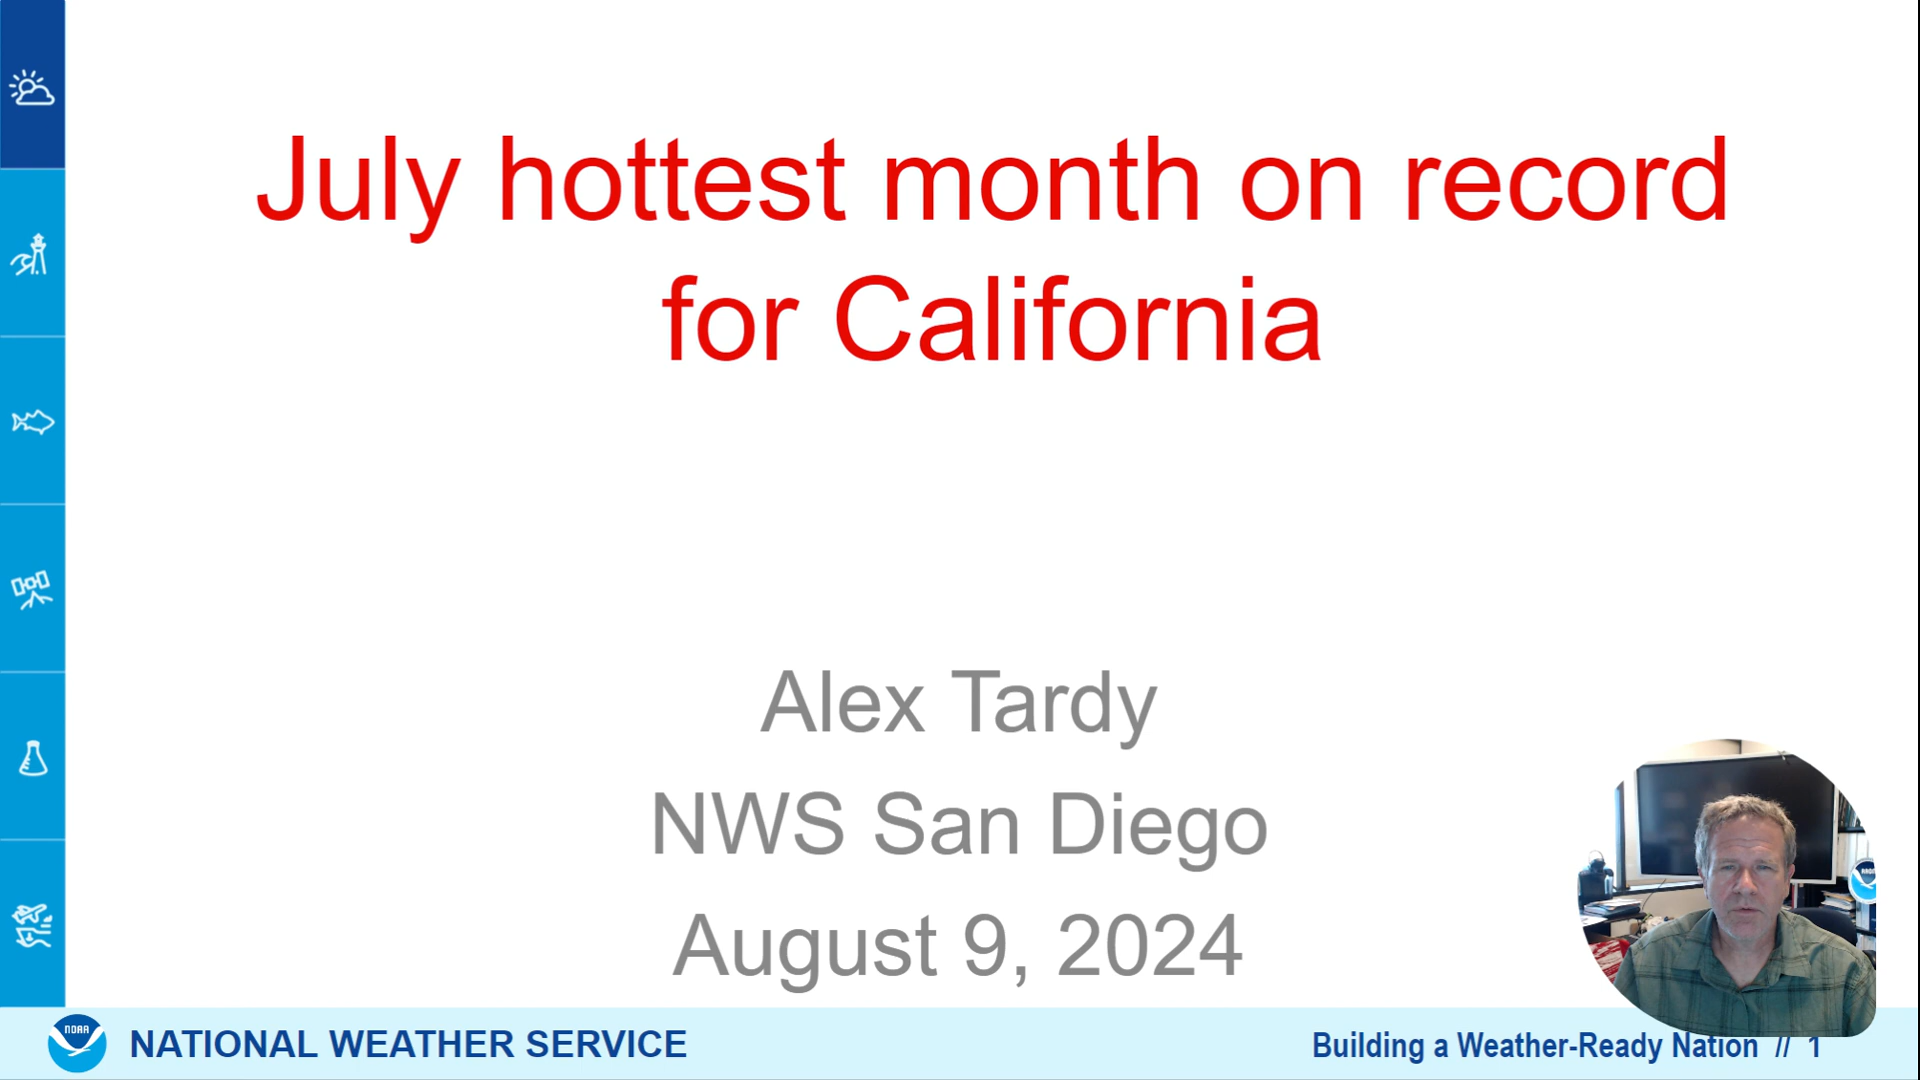 July hottest month on record
for California
Alex Tardy
NWS San Diego
August 9, 2024
NOAA
NATIONAL WEATHER SERVICE
Building a Weather-Ready Nation // 1